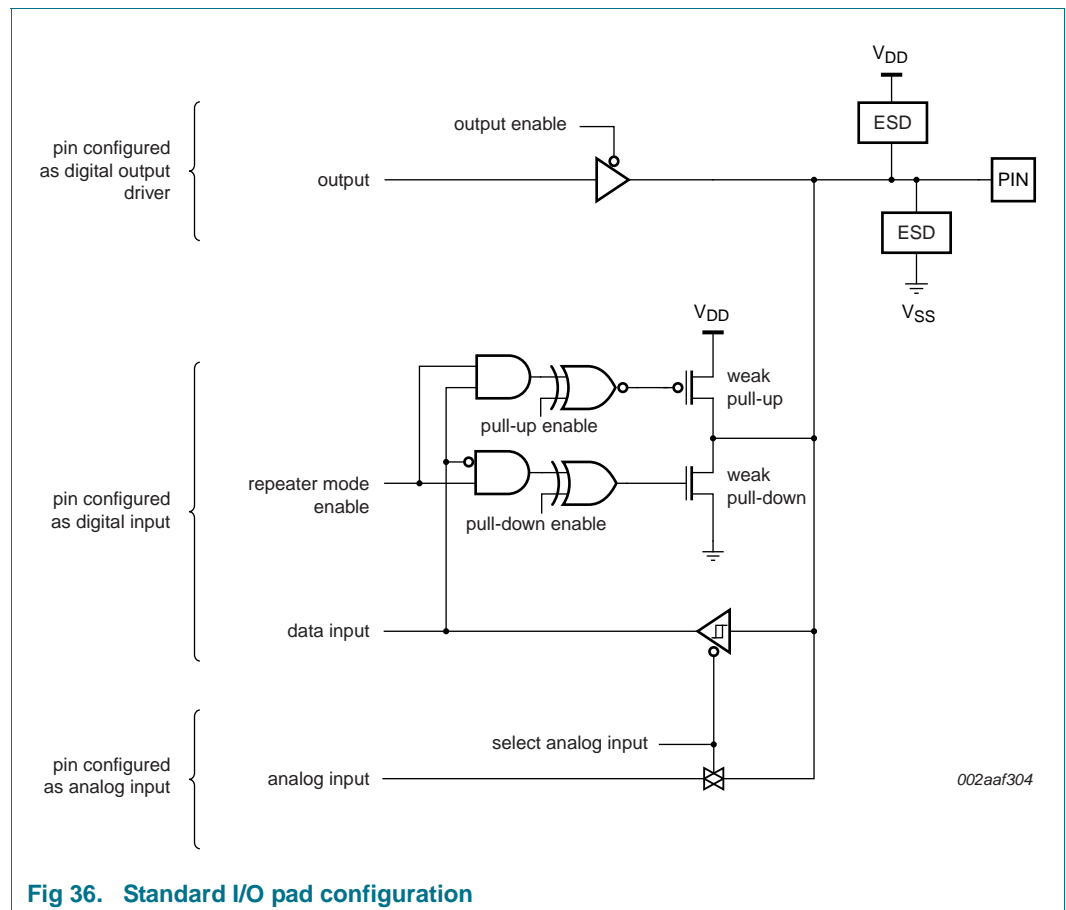 VDD
ESD
output enable
pin configured
as digital output
driver
output
PIN
ESD
VSS
VDD
weak
pull-up
pull-up enable
repeater mode
enable
pin configured
as digital input
weak
pull-down
pull-down enable
data input
select analog input
pin configured
as analog input
analog input
002aaf304
Fig 36. Standard I/O pad configuration